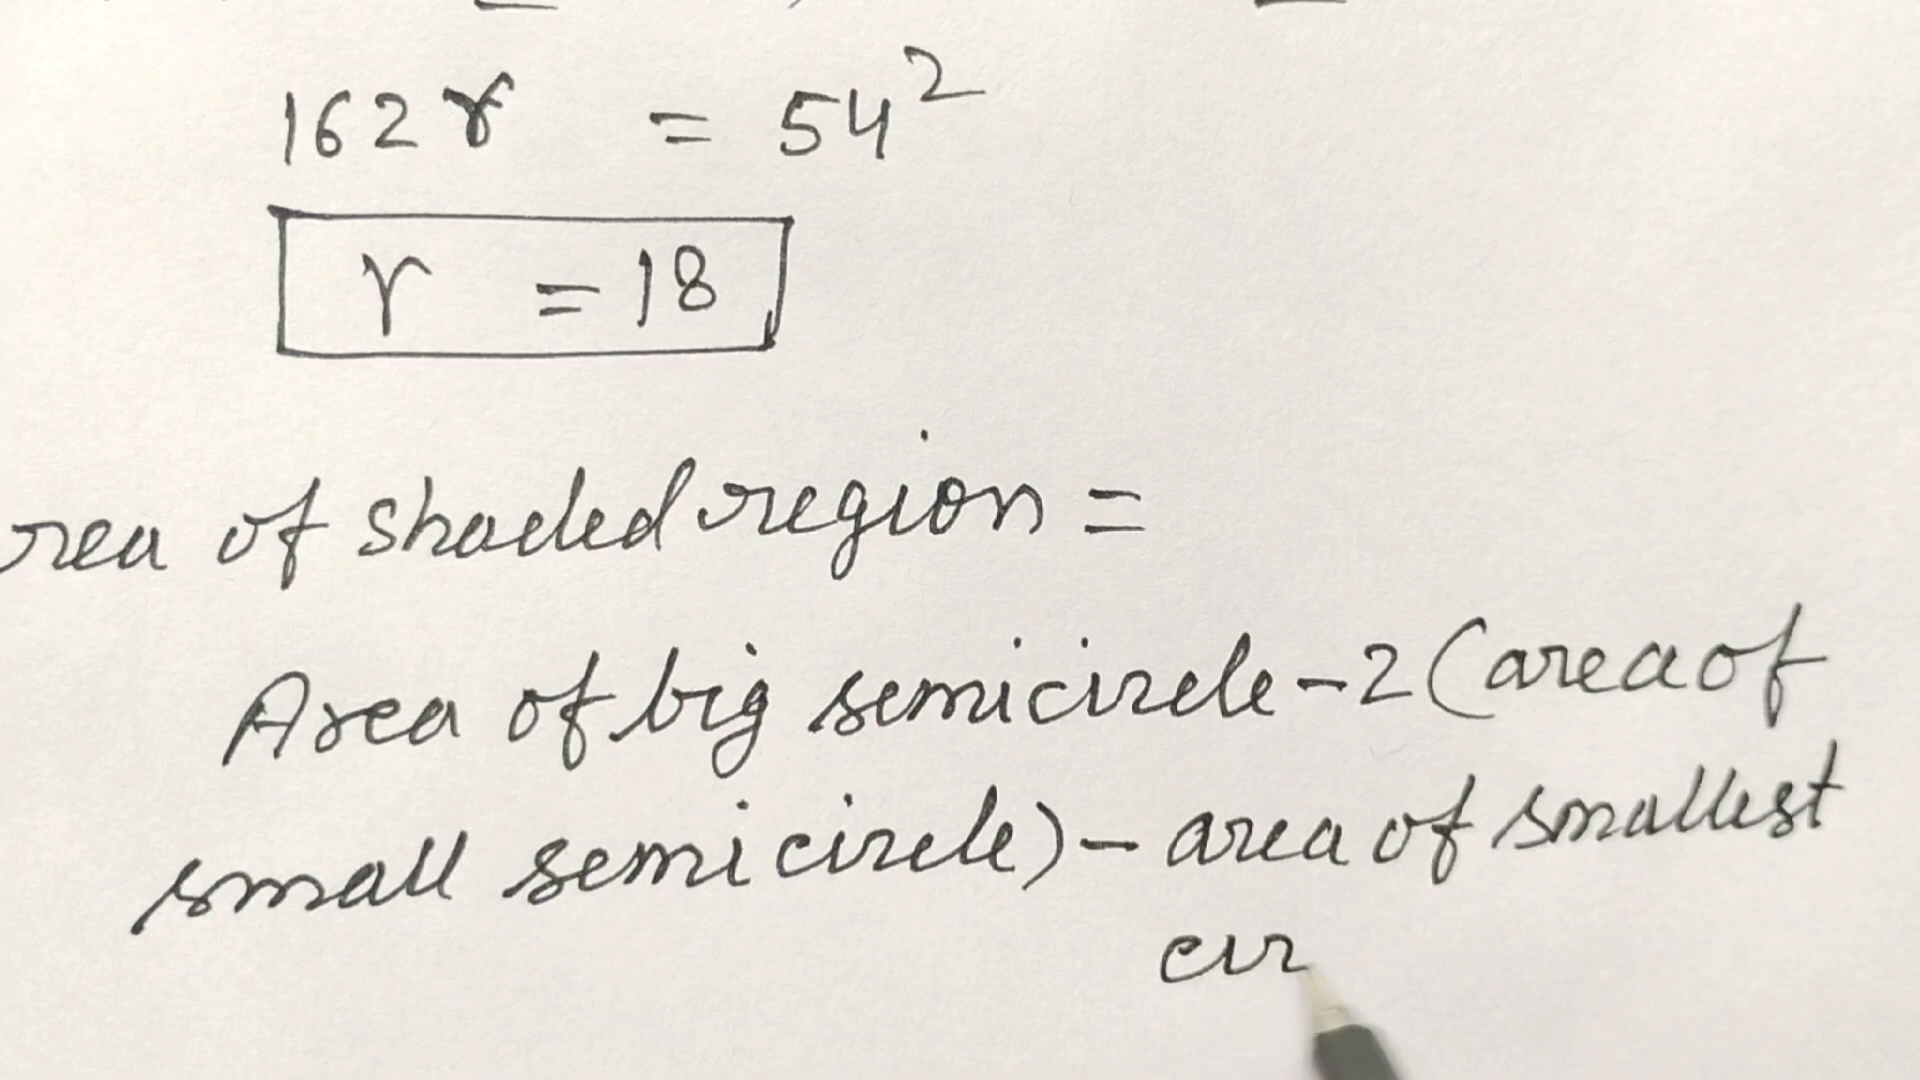 162 r = 54²
r = 18
rea of shaded region =
Area of big semicircle - 2 (area of
small semicircle) - area of smallest
cir